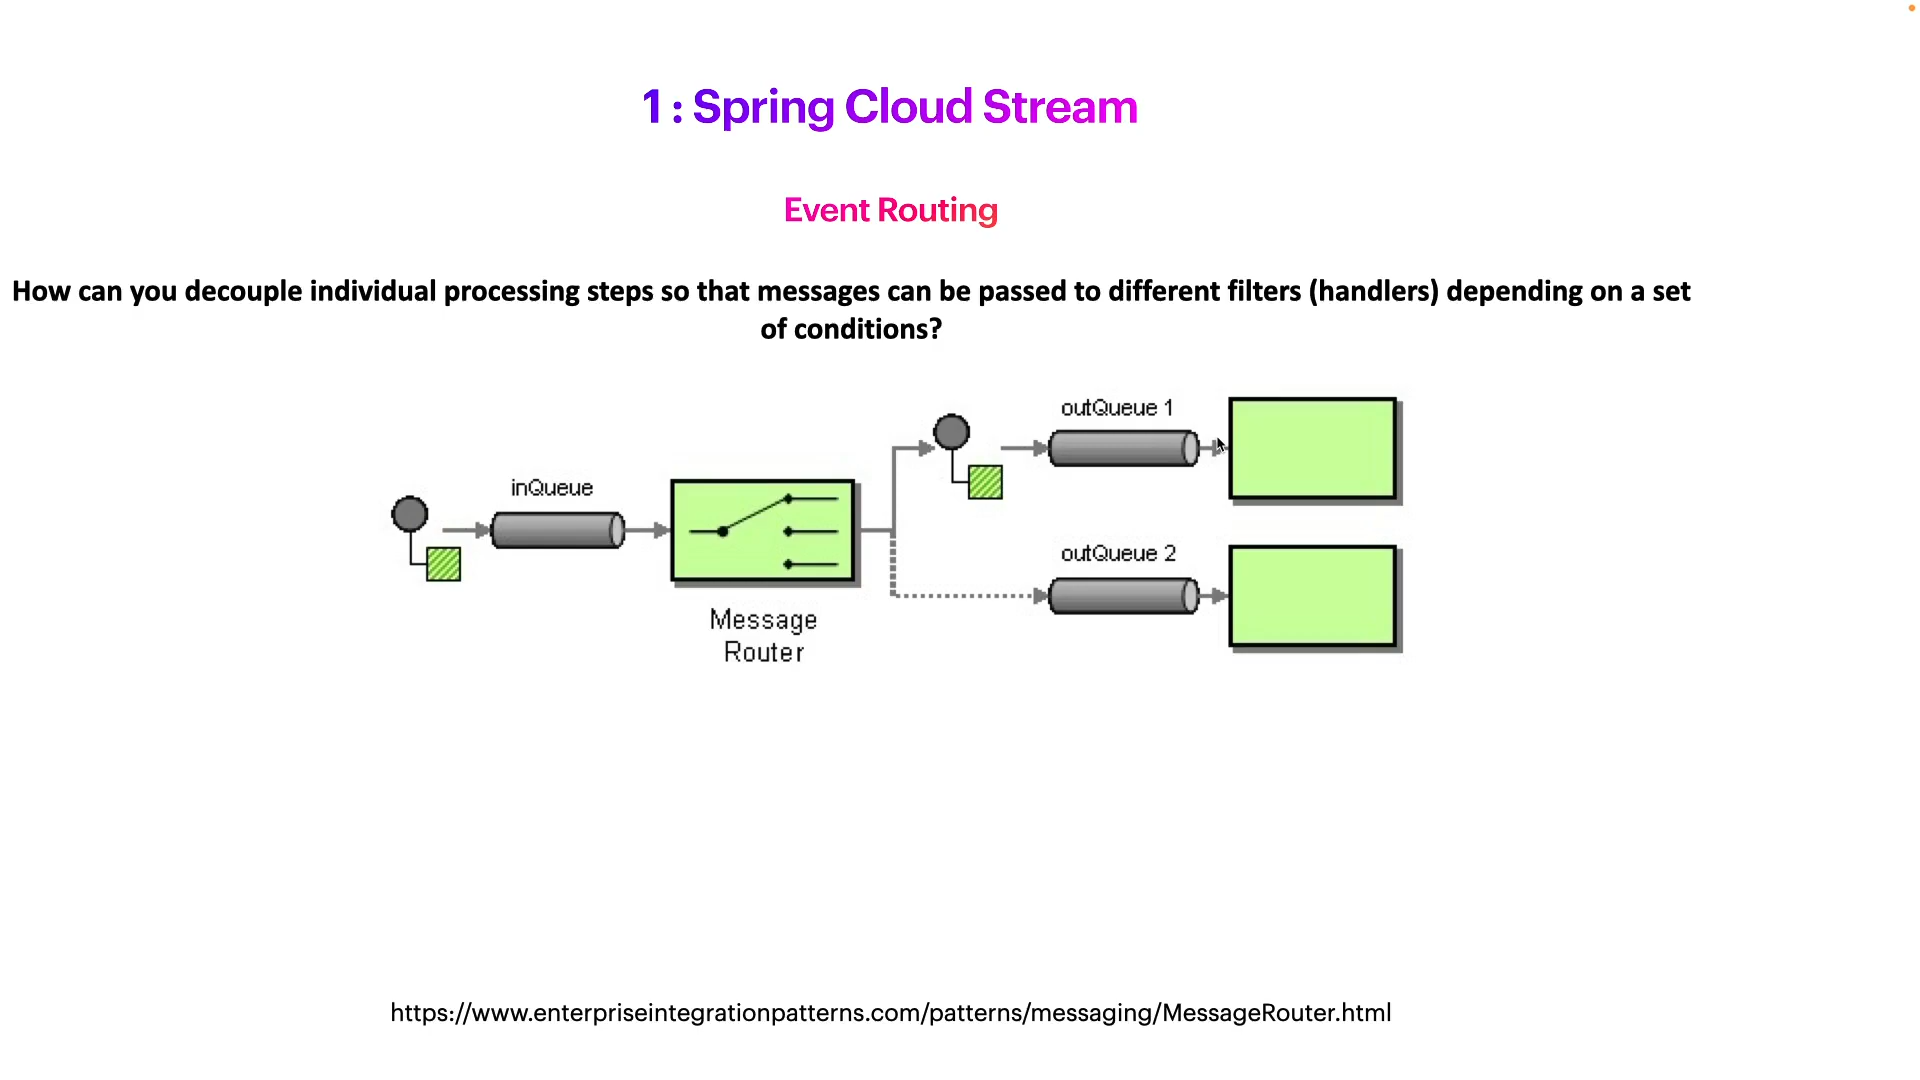 1 : Spring Cloud Stream
Event Routing
How can you decouple individual processing steps so that messages can be passed to different filters (handlers) depending on a set
of conditions?
outQueue 1
inQueue
outQueue 2
Message
Router
https://www.enterpriseintegrationpatterns.com/patterns/messaging/MessageRouter.html